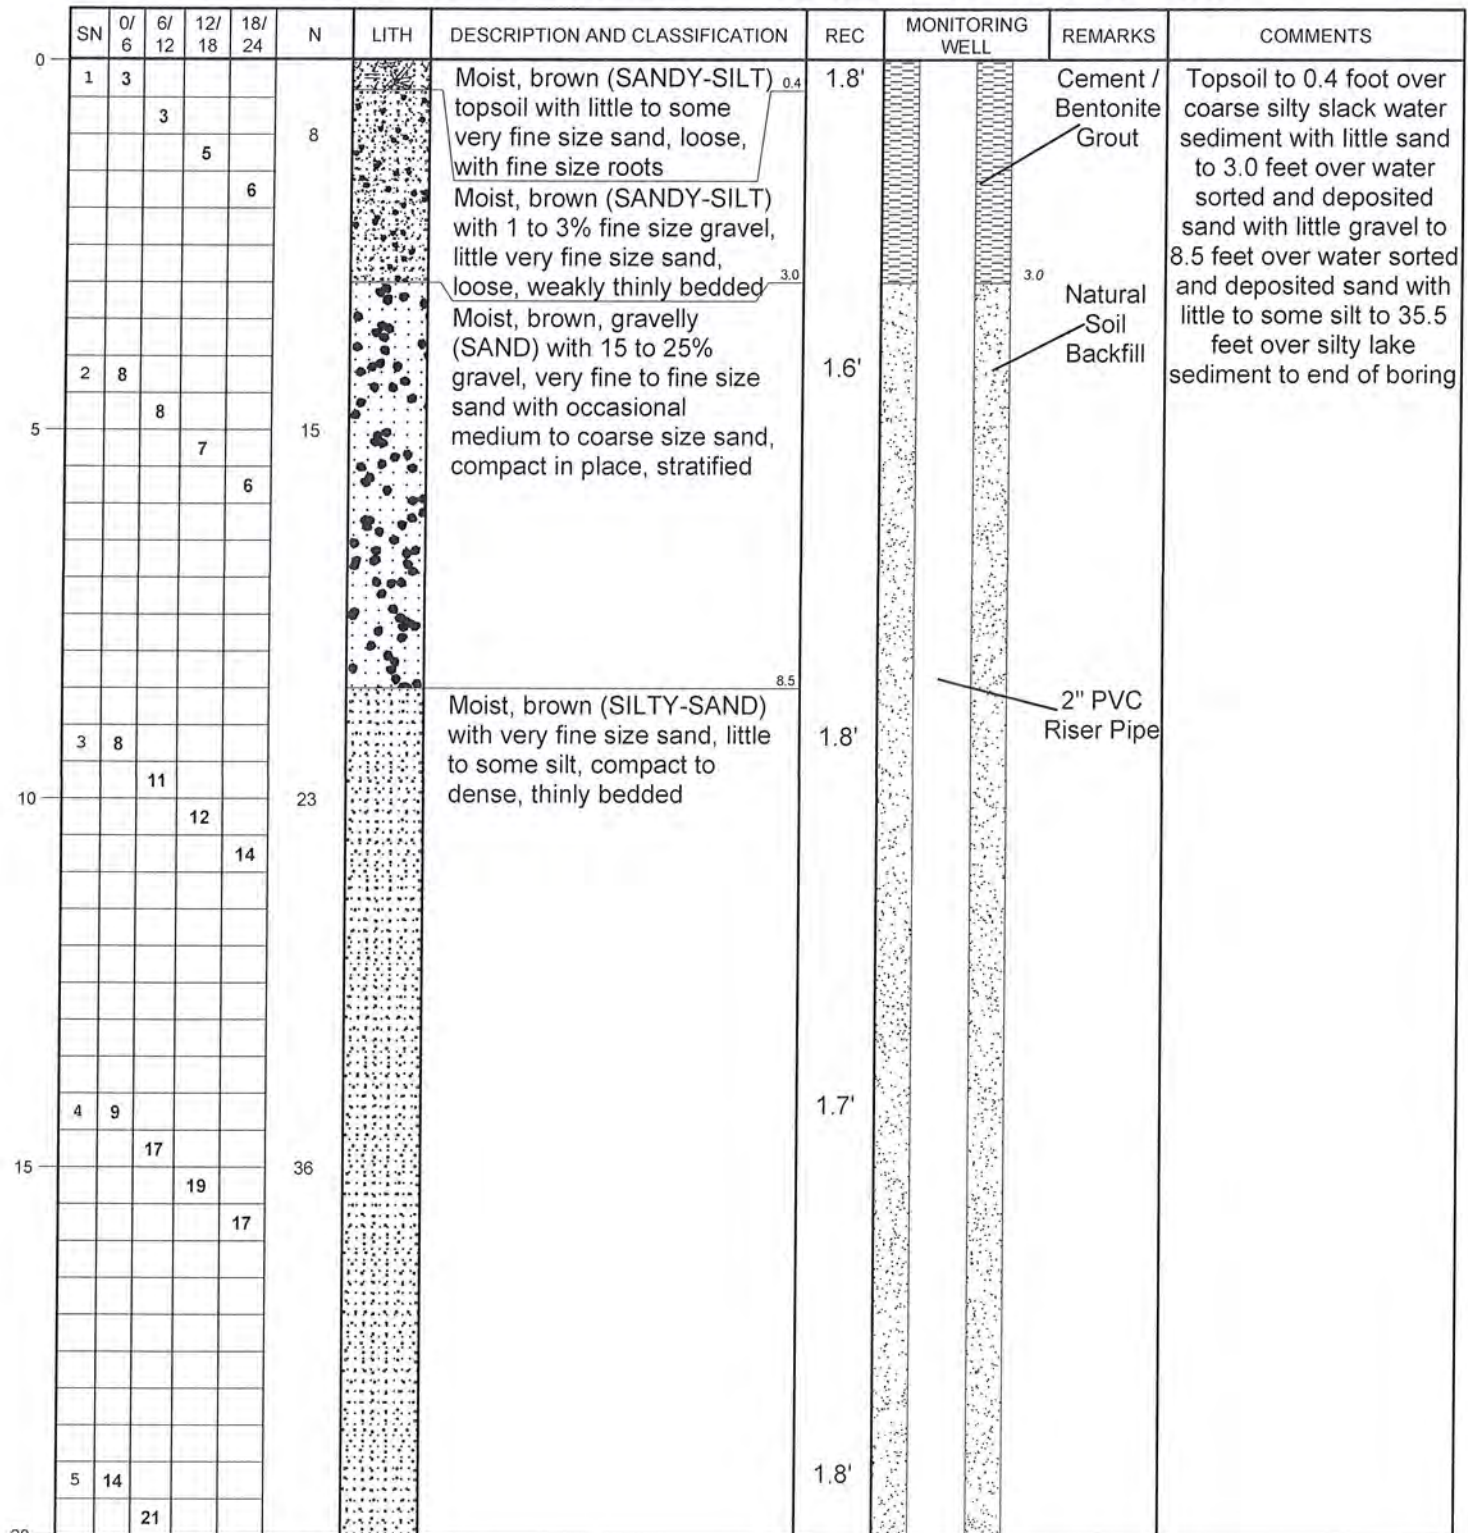 SN
0/
6
6/
12
12/
18
18/
24
N
LITH
DESCRIPTION AND CLASSIFICATION
REC
MONITORING
WELL
REMARKS
COMMENTS
0
1 3
3
5
6
8
Moist, brown (SANDY-SILT)
topsoil with little to some
very fine size sand, loose,
with fine size roots
0.4
Moist, brown (SANDY-SILT)
with 1 to 3% fine size gravel,
little very fine size sand,
loose, weakly thinly bedded
3.0
Moist, brown, gravelly
(SAND) with 15 to 25%
gravel, very fine to fine size
sand with occasional
medium to coarse size sand,
compact in place, stratified
8.5
1.8'
3.0
Cement /
Bentonite
Grout
Natural
Soil
Backfill
Topsoil to 0.4 foot over
coarse silty slack water
sediment with little sand
to 3.0 feet over water
sorted and deposited
sand with little gravel to
8.5 feet over water sorted
and deposited sand with
little to some silt to 35.5
feet over silty lake
sediment to end of boring
2 8
8
7
6
5
15
1.6'
Moist, brown (SILTY-SAND)
with very fine size sand, little
to some silt, compact to
dense, thinly bedded
2" PVC
Riser Pipe
3 8
11
12
14
10
23
1.8'
4 9
17
19
17
15
36
1.7'
5 14
21
1.8'